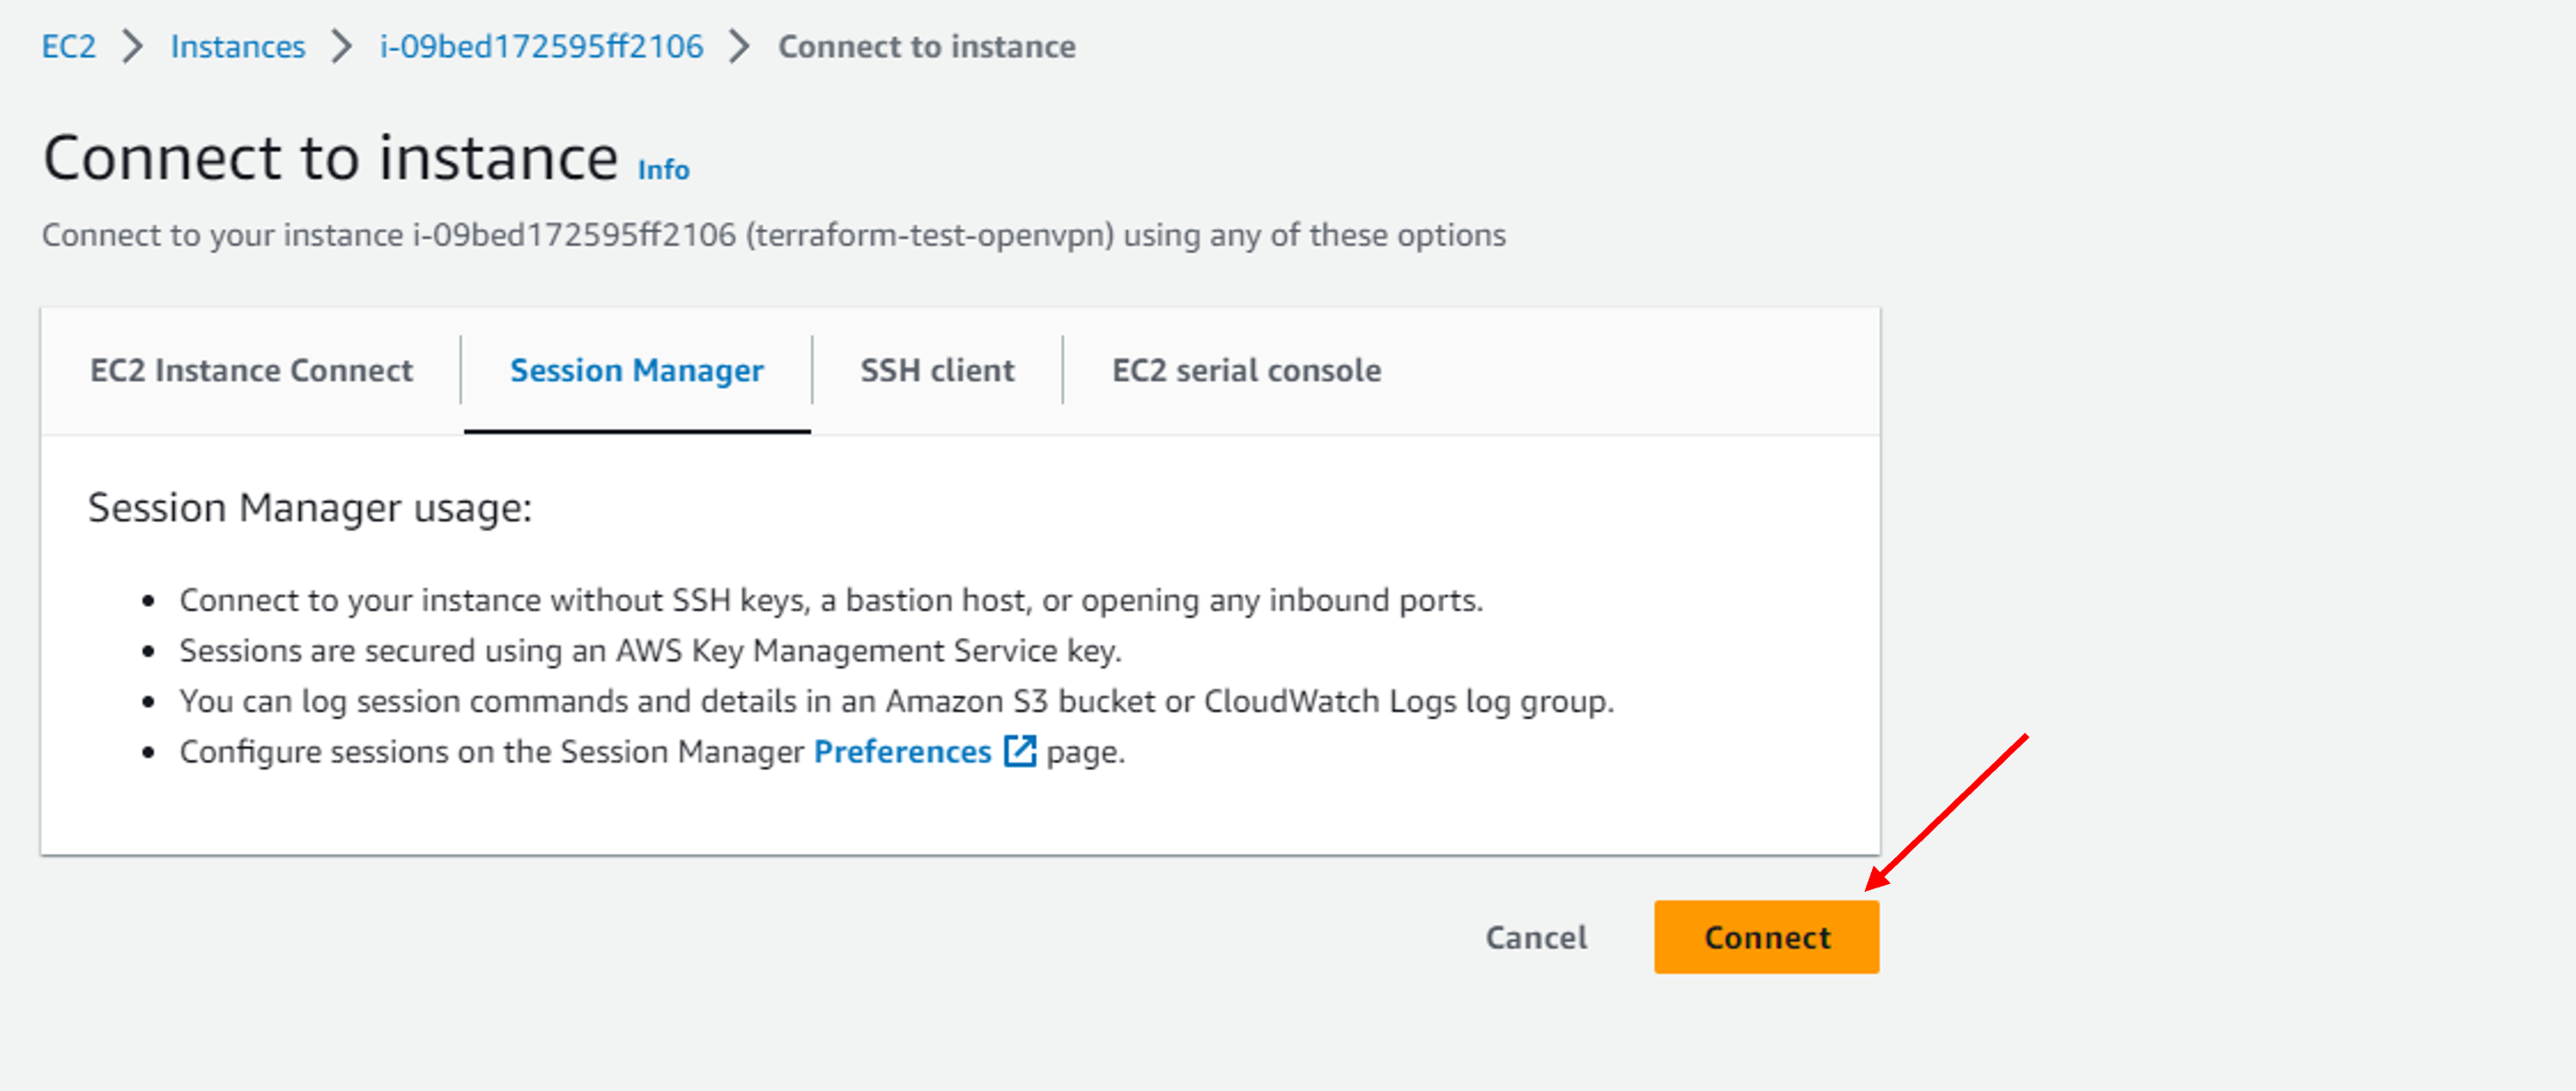 EC2 > Instances > i-09bed172595ff2106 > Connect to instance
Connect to instance Info
Connect to your instance i-09bed172595ff2106 (terraform-test-openvpn) using any of these options
EC2 Instance Connect Session Manager SSH client EC2 serial console
Session Manager usage:
• Connect to your instance without SSH keys, a bastion host, or opening any inbound ports.
• Sessions are secured using an AWS Key Management Service key.
• You can log session commands and details in an Amazon S3 bucket or CloudWatch Logs log group.
• Configure sessions on the Session Manager Preferences page.
Cancel Connect